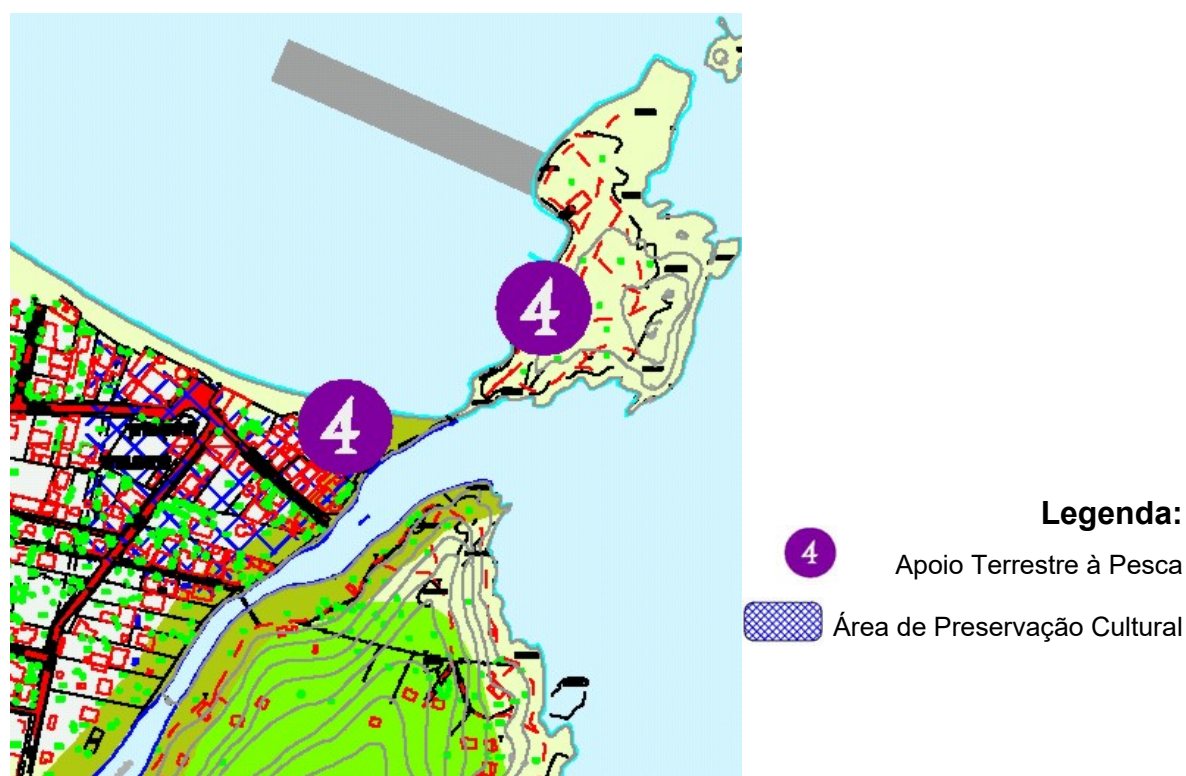 4
4
Legenda:
4 Apoio Terrestre à Pesca
Área de Preservação Cultural